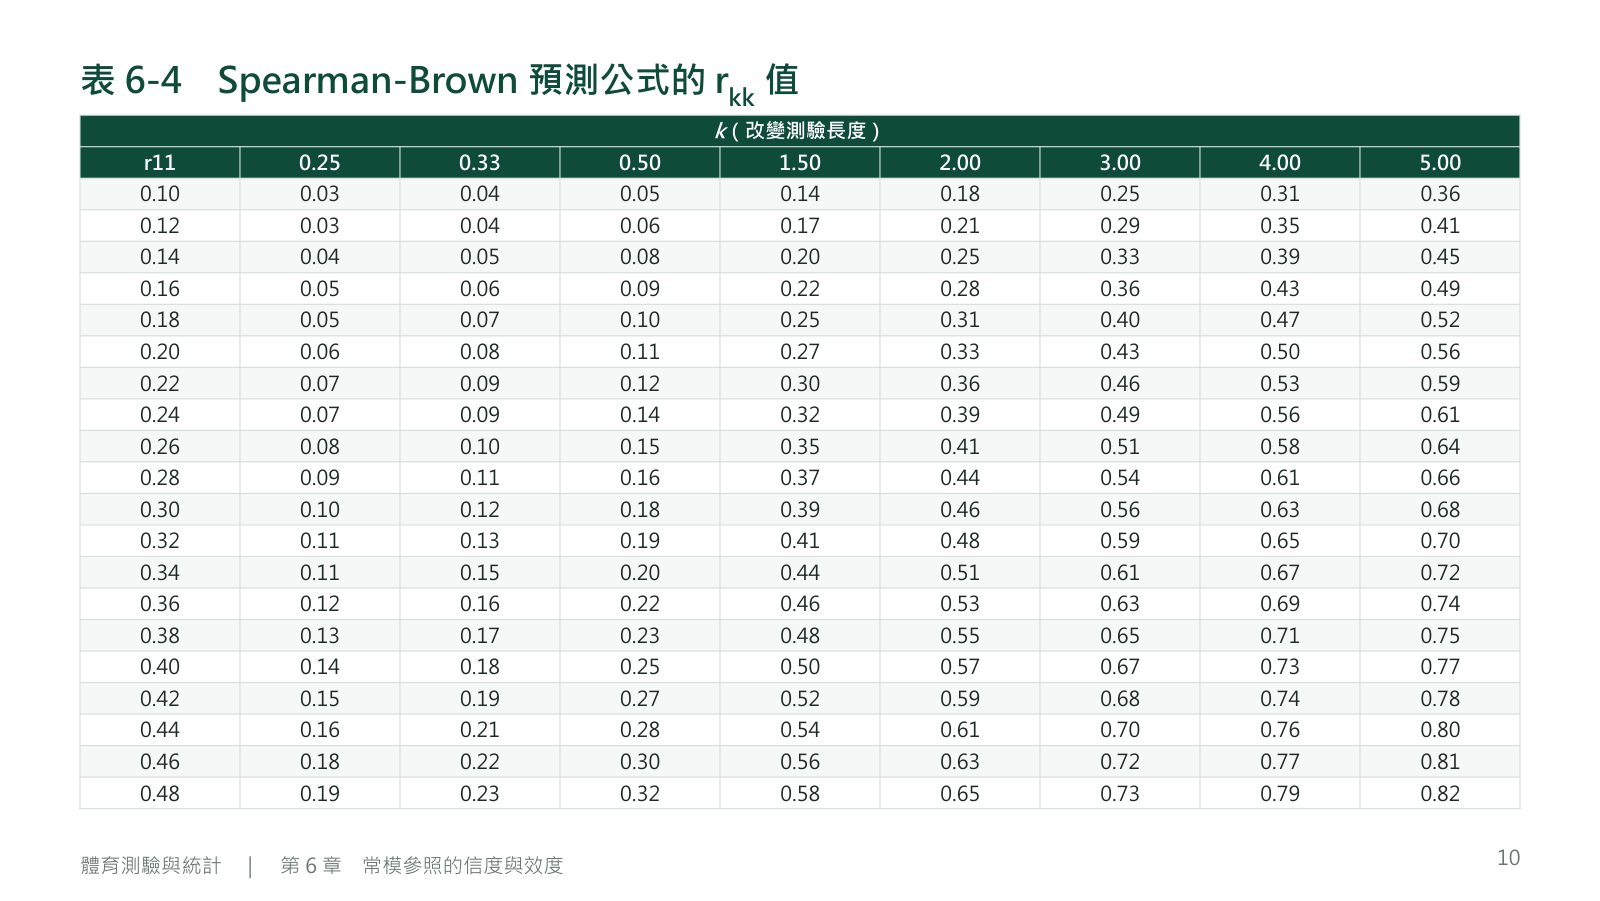 表 6-4　Spearman-Brown 預測公式的 rkk 值
k ( 改變測驗長度 )
r11 0.25 0.33 0.50 1.50 2.00 3.00 4.00 5.00
0.10 0.03 0.04 0.05 0.14 0.18 0.25 0.31 0.36
0.12 0.03 0.04 0.06 0.17 0.21 0.29 0.35 0.41
0.14 0.04 0.05 0.08 0.20 0.25 0.33 0.39 0.45
0.16 0.05 0.06 0.09 0.22 0.28 0.36 0.43 0.49
0.18 0.05 0.07 0.10 0.25 0.31 0.40 0.47 0.52
0.20 0.06 0.08 0.11 0.27 0.33 0.43 0.50 0.56
0.22 0.07 0.09 0.12 0.30 0.36 0.46 0.53 0.59
0.24 0.07 0.09 0.14 0.32 0.39 0.49 0.56 0.61
0.26 0.08 0.10 0.15 0.35 0.41 0.51 0.58 0.64
0.28 0.09 0.11 0.16 0.37 0.44 0.54 0.61 0.66
0.30 0.10 0.12 0.18 0.39 0.46 0.56 0.63 0.68
0.32 0.11 0.13 0.19 0.41 0.48 0.59 0.65 0.70
0.34 0.11 0.15 0.20 0.44 0.51 0.61 0.67 0.72
0.36 0.12 0.16 0.22 0.46 0.53 0.63 0.69 0.74
0.38 0.13 0.17 0.23 0.48 0.55 0.65 0.71 0.75
0.40 0.14 0.18 0.25 0.50 0.57 0.67 0.73 0.77
0.42 0.15 0.19 0.27 0.52 0.59 0.68 0.74 0.78
0.44 0.16 0.21 0.28 0.54 0.61 0.70 0.76 0.80
0.46 0.18 0.22 0.30 0.56 0.63 0.72 0.77 0.81
0.48 0.19 0.23 0.32 0.58 0.65 0.73 0.79 0.82
體育測驗與統計　|　第 6 章　常模參照的信度與效度
10